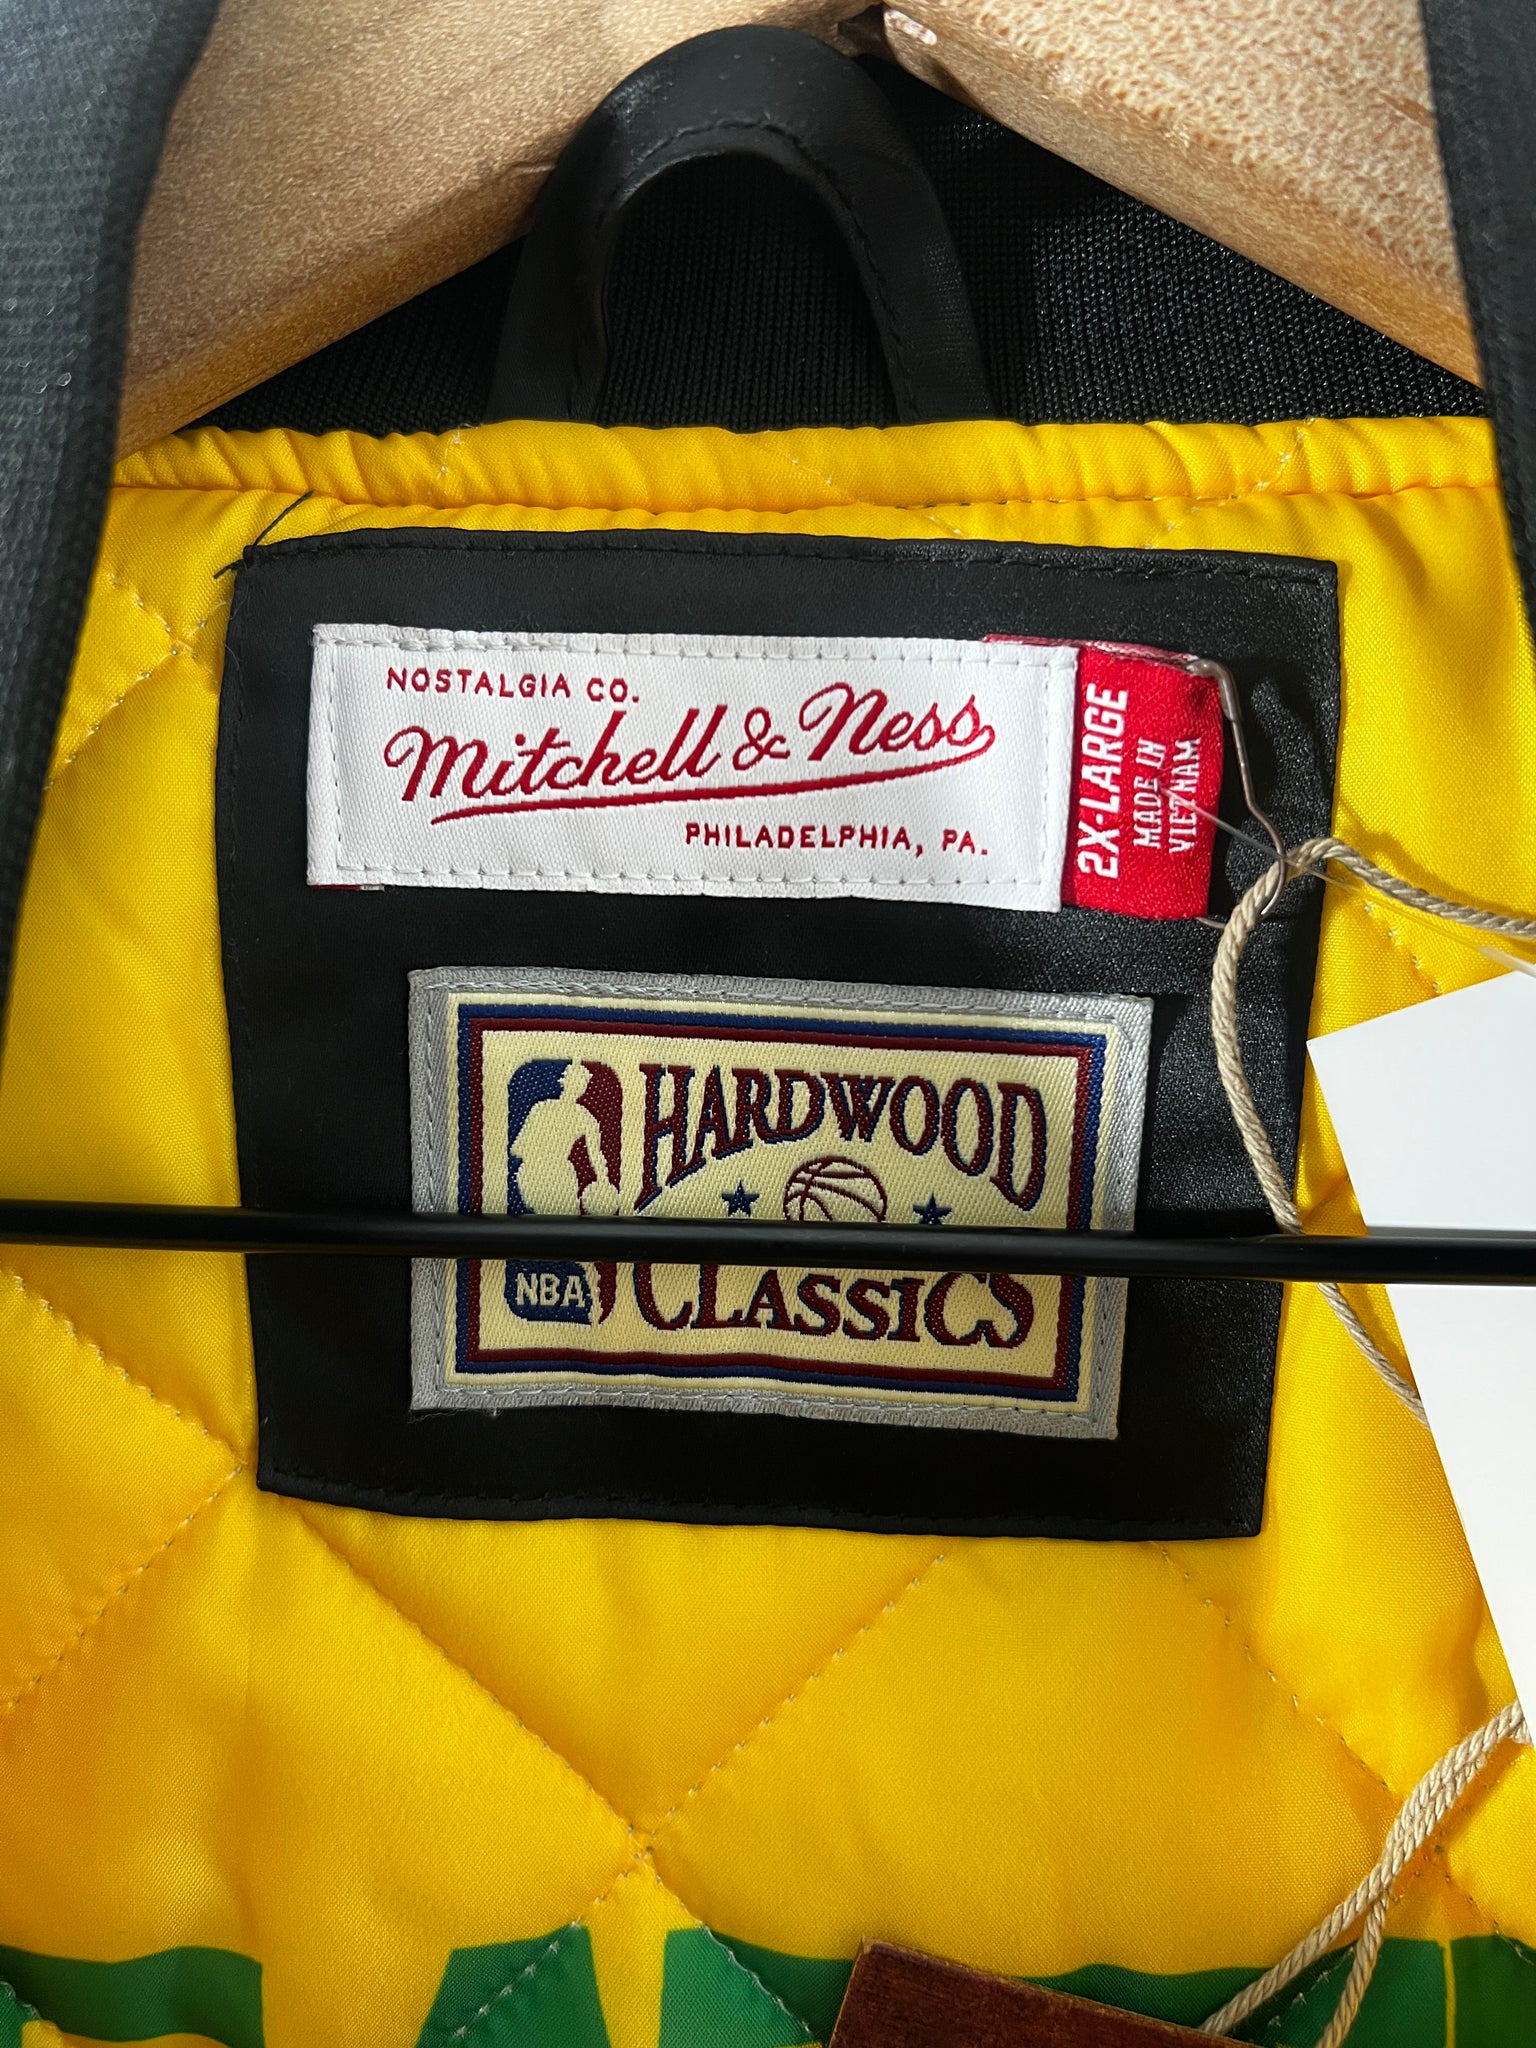 NOSTALGIA CO.
Mitchell & Ness
PHILADELPHIA, PA.
2X-LARGE
MADE IN
VIETNAM
HARDWOOD
CLASSICS
NBA